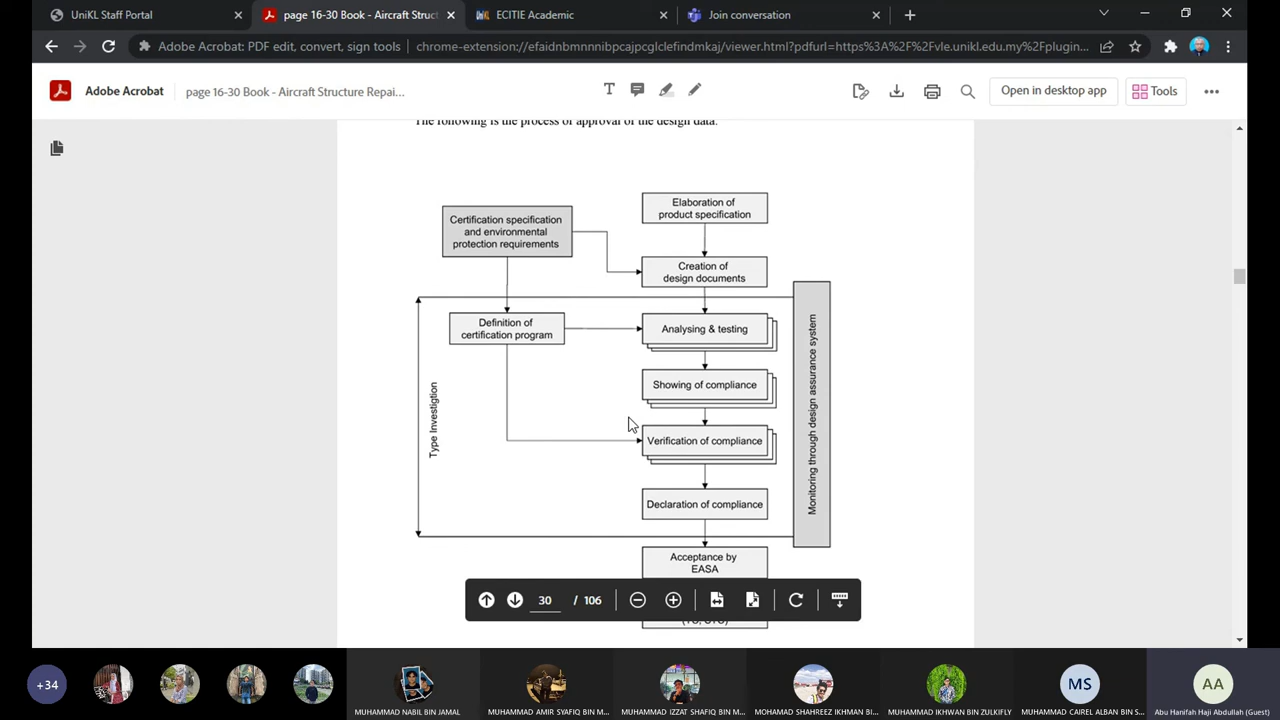 UniKL Staff Portal
page 16-30 Book - Aircraft Struct
ECITIE Academic
Join conversation
Adobe Acrobat: PDF edit, convert, sign tools
chrome-extension://efaidnbmnnnibpcajpcglclefindmkaj/viewer.html?pdfurl=https%3A%2F%2Fvle.unikl.edu.my%2Fplugin...
Adobe Acrobat
page 16-30 Book - Aircraft Structure Repai...
Open in desktop app
Tools
The following is the process of approval of the design data.
Elaboration of
product specification
Certification specification
and environmental
protection requirements
Creation of
design documents
Definition of
certification program
Analysing & testing
Showing of compliance
Type Investigtion
Verification of compliance
Monitoring through design assurance system
Declaration of compliance
Acceptance by
EASA
30 / 106
(TC, STC)
+34
MUHAMMAD NABIL BIN JAMAL
MUHAMMAD AMIR SYAFIQ BIN M...
MUHAMMAD IZZAT SHAFIQ BIN M...
MOHAMAD SHAHREEZ IKHMAN BI...
MUHAMMAD IKHWAN BIN ZULKIFLY
MS
MUHAMMAD CAIREL ALBAN BIN S...
AA
Abu Hanifah Haji Abdullah (Guest)